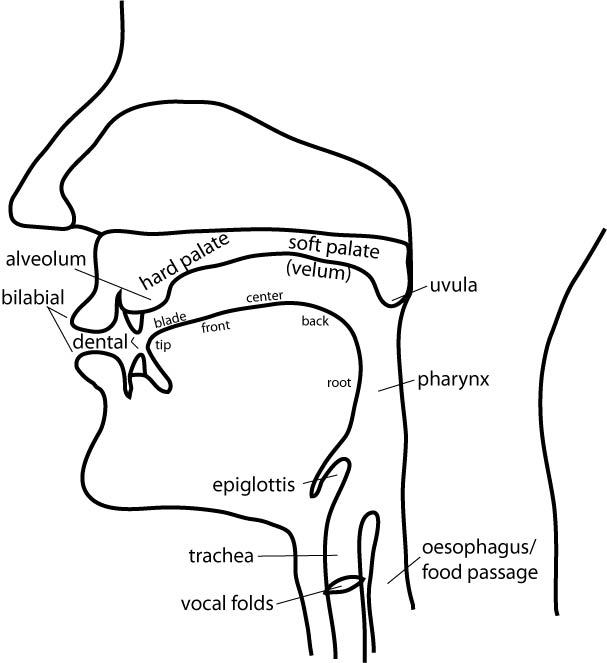 alveolum
hard palate
soft palate
(velum)
bilabial
uvula
dental
blade
tip
front
center
back
root
pharynx
epiglottis
trachea
vocal folds
oesophagus/
food passage